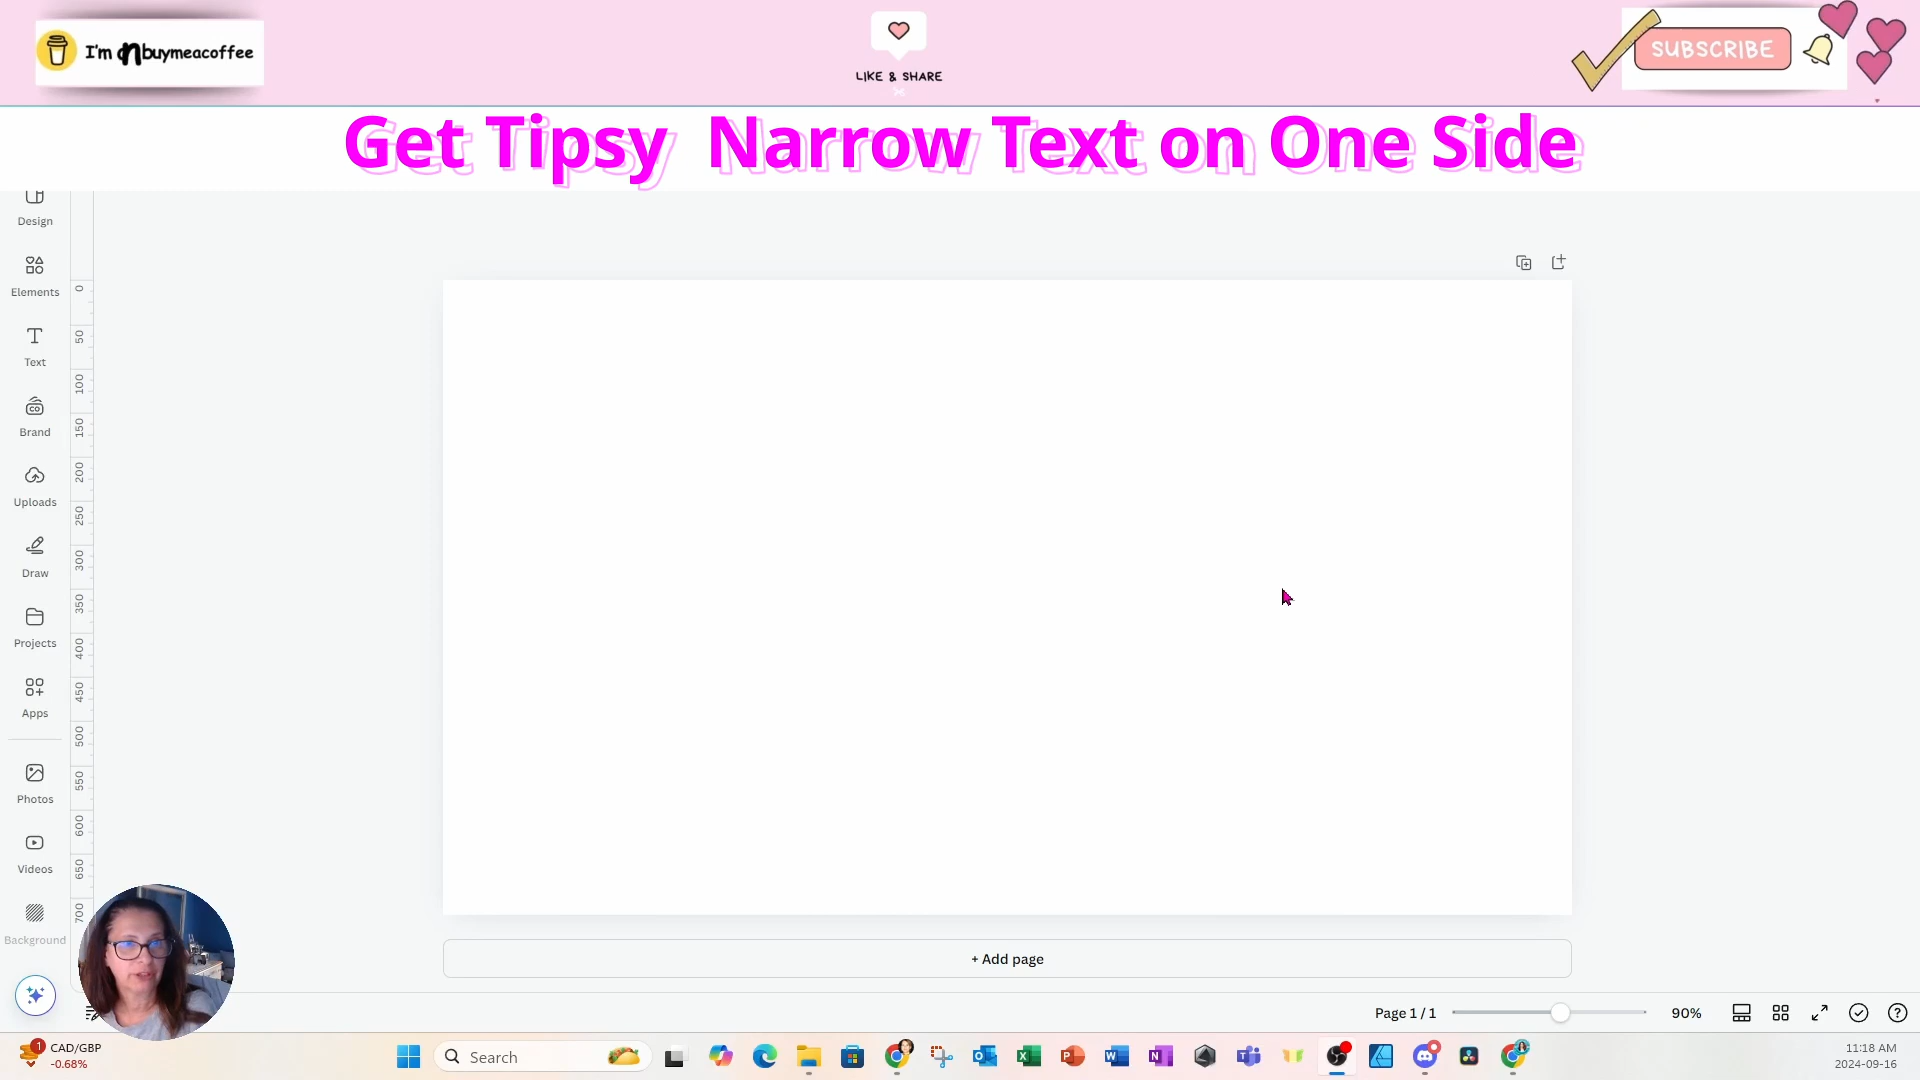 I'm on buymeacoffee
LIKE & SHARE
SUBSCRIBE
Get Tipsy Narrow Text on One Side
Design
Elements
Text
Brand
Uploads
Draw
Projects
Apps
Photos
Videos
Background
0
50
100
150
200
250
300
350
400
450
500
550
600
650
700
+ Add page
Page 1 / 1
90%
1
CAD/GBP
-0.68%
Search
11:18 AM
2024-09-16